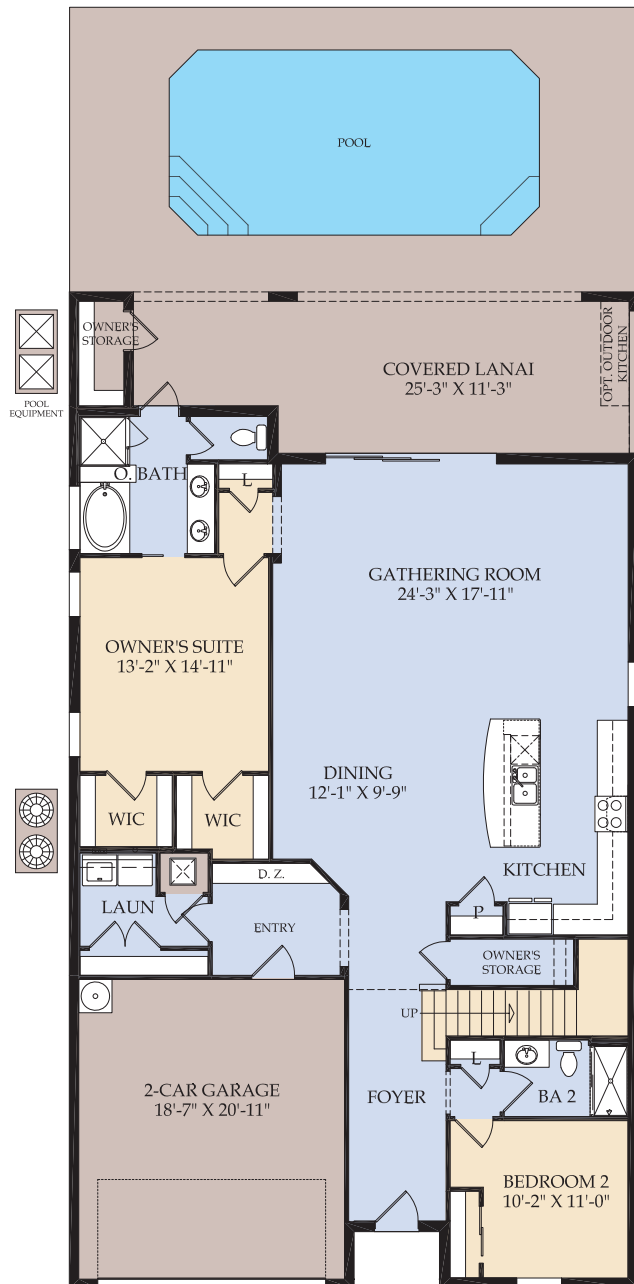 POOL
OWNER'S
STORAGE
POOL
EQUIPMENT
COVERED LANAI
25'-3" X 11'-3"
OPT. OUTDOOR
KITCHEN
O. BATH
L
GATHERING ROOM
24'-3" X 17'-11"
OWNER'S SUITE
13'-2" X 14'-11"
DINING
12'-1" X 9'-9"
WIC
WIC
KITCHEN
D. Z.
LAUN
P
ENTRY
OWNER'S
STORAGE
UP
L
2-CAR GARAGE
18'-7" X 20'-11"
FOYER
BA 2
BEDROOM 2
10'-2" X 11'-0"